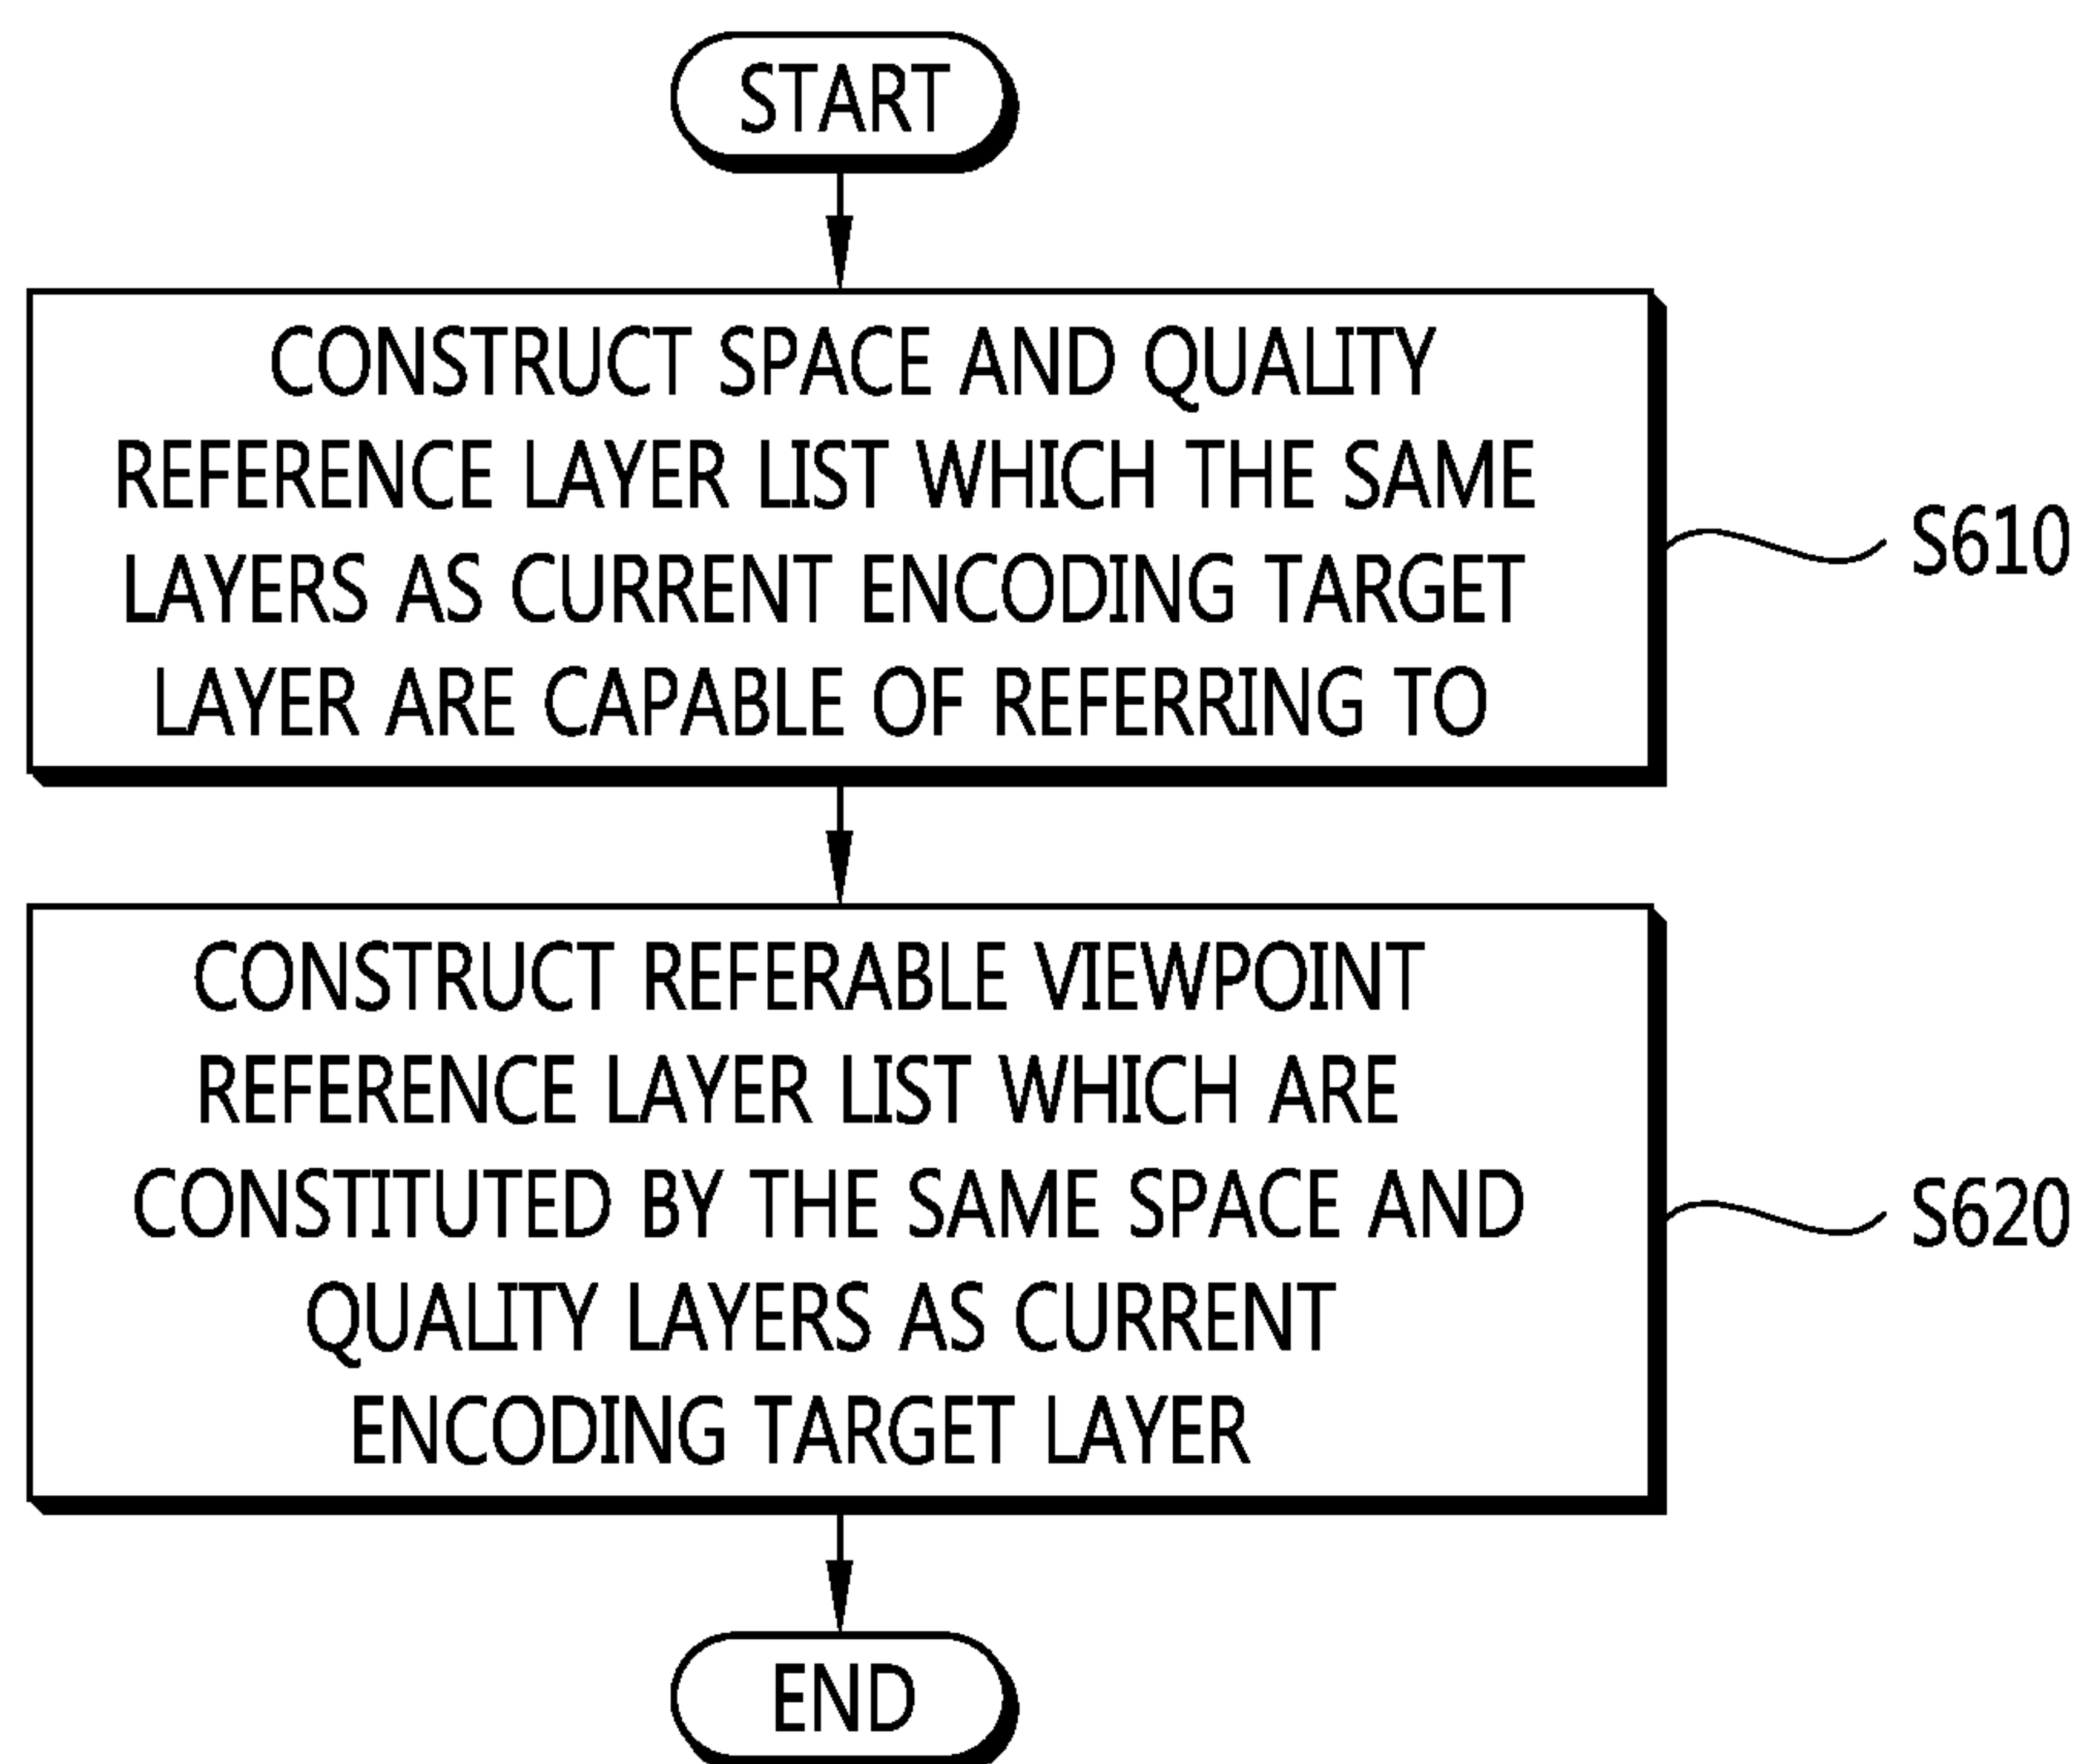 START
CONSTRUCT SPACE AND QUALITY
REFERENCE LAYER LIST WHICH THE SAME
LAYERS AS CURRENT ENCODING TARGET
LAYER ARE CAPABLE OF REFERRING TO
S610
CONSTRUCT REFERABLE VIEWPOINT
REFERENCE LAYER LIST WHICH ARE
CONSTITUTED BY THE SAME SPACE AND
QUALITY LAYERS AS CURRENT
ENCODING TARGET LAYER
S620
END